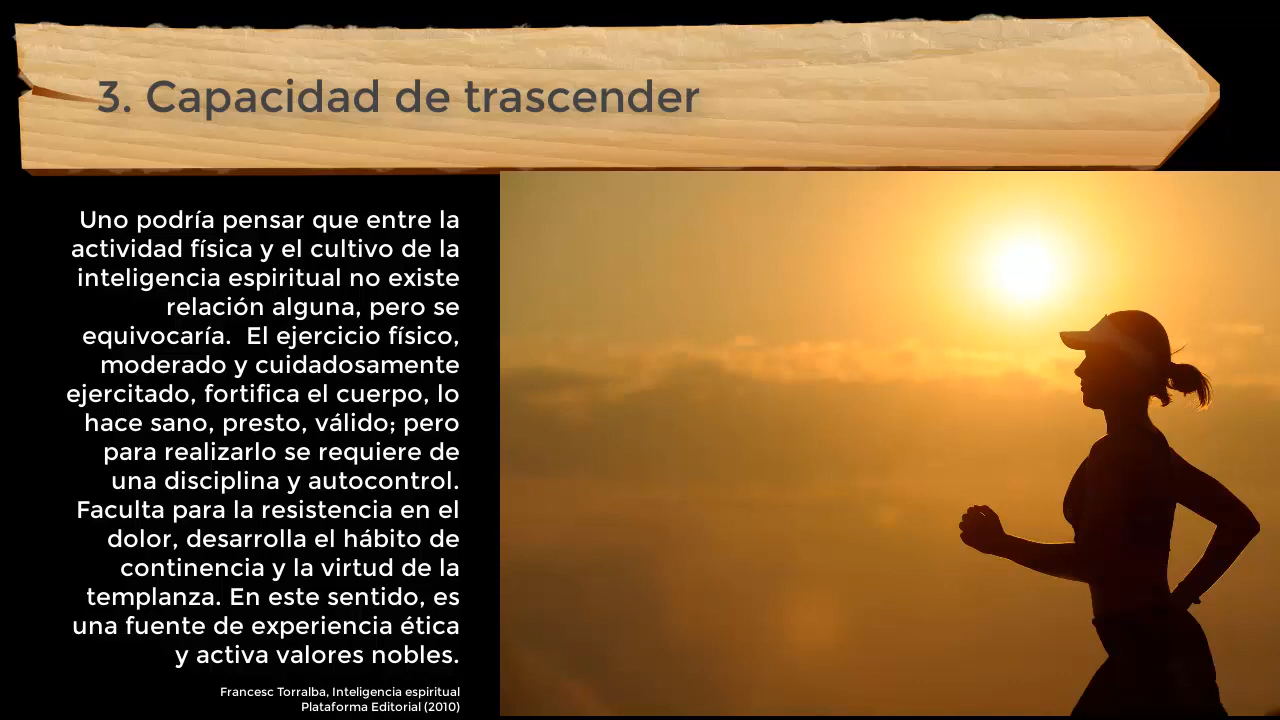 3. Capacidad de trascender
Uno podría pensar que entre la
actividad física y el cultivo de la
inteligencia espiritual no existe
relación alguna, pero se
equivocaría.  El ejercicio físico,
moderado y cuidadosamente
ejercitado, fortifica el cuerpo, lo
hace sano, presto, válido; pero
para realizarlo se requiere de
una disciplina y autocontrol.
Faculta para la resistencia en el
dolor, desarrolla el hábito de
continencia y la virtud de la
templanza. En este sentido, es
una fuente de experiencia ética
y activa valores nobles.
Francesc Torralba, Inteligencia espiritual
Plataforma Editorial (2010)